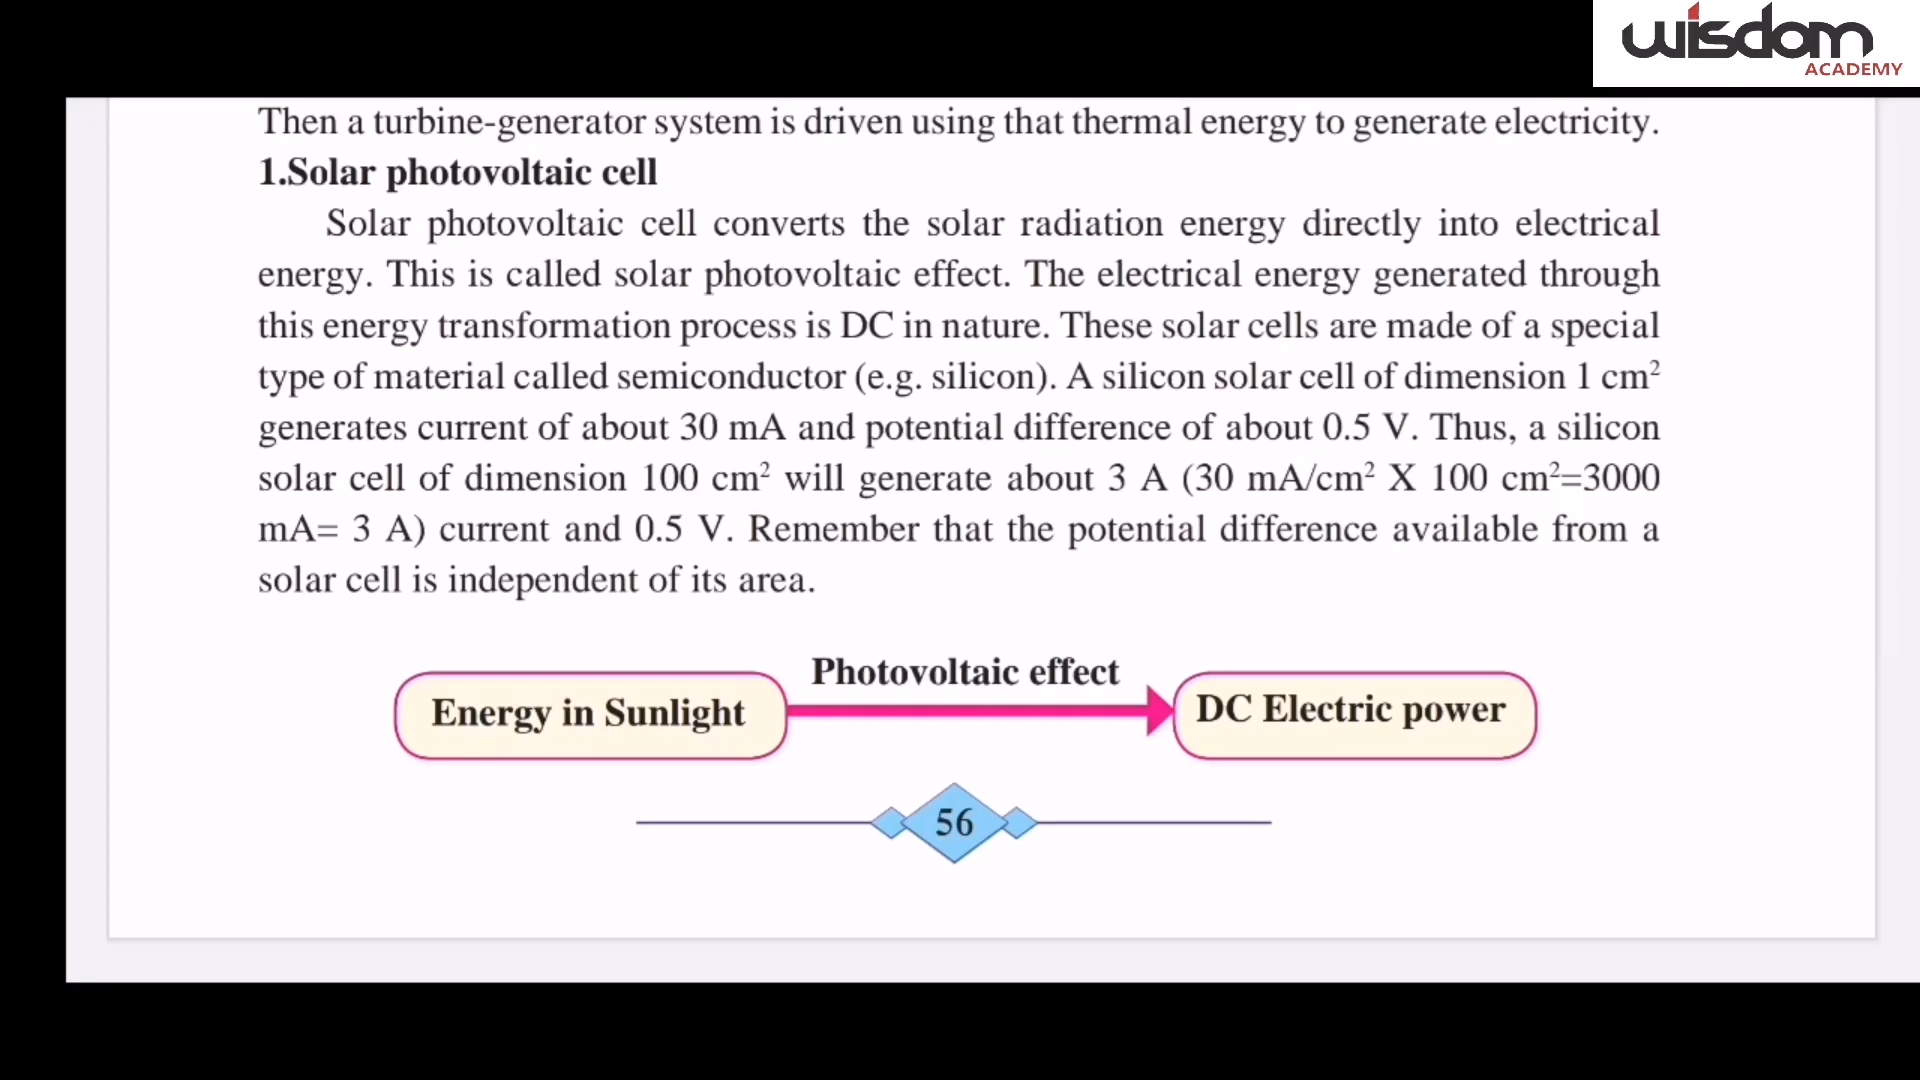 wisdom
ACADEMY
Then a turbine-generator system is driven using that thermal energy to generate electricity.
1.Solar photovoltaic cell
Solar photovoltaic cell converts the solar radiation energy directly into electrical
energy. This is called solar photovoltaic effect. The electrical energy generated through
this energy transformation process is DC in nature. These solar cells are made of a special
type of material called semiconductor (e.g. silicon). A silicon solar cell of dimension 1 cm²
generates current of about 30 mA and potential difference of about 0.5 V. Thus, a silicon
solar cell of dimension 100 cm² will generate about 3 A (30 mA/cm² X 100 cm²=3000
mA= 3 A) current and 0.5 V. Remember that the potential difference available from a
solar cell is independent of its area.
Photovoltaic effect
Energy in Sunlight
DC Electric power
56